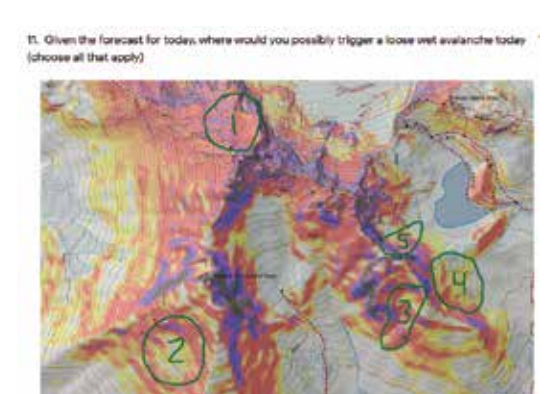 11. Given the forecast for today, where would you possibly trigger a loose wet avalanche today
(choose all that apply)
1
5
4
3
2